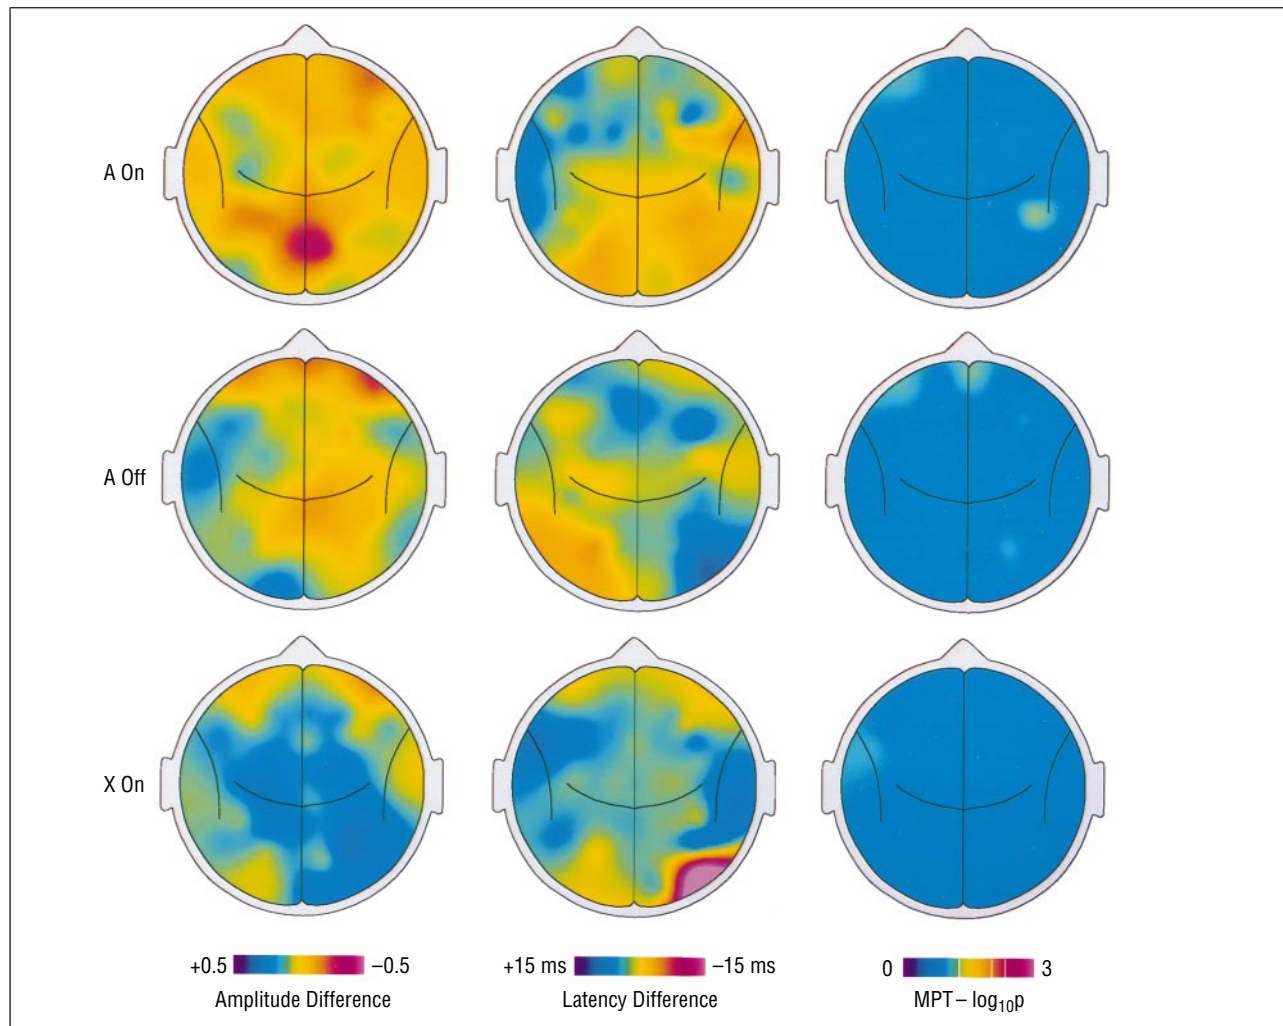 A On
A Off
X On
+0.5 –0.5
Amplitude Difference
+15 ms –15 ms
Latency Difference
0 3
MPT – log₁₀p